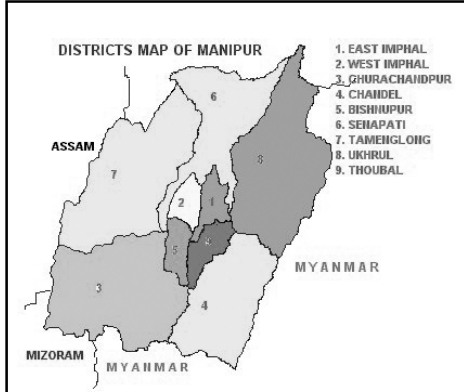 DISTRICTS MAP OF MANIPUR
1. EAST IMPHAL
2. WEST IMPHAL
3. CHURACHANDPUR
4. CHANDEL
5. BISHNUPUR
6. SENAPATI
7. TAMENGLONG
8. UKHRUL
9. THOUBAL
6
ASSAM
8
7
2
1
9
5
MYANMAR
3
4
MIZORAM
MYANMAR